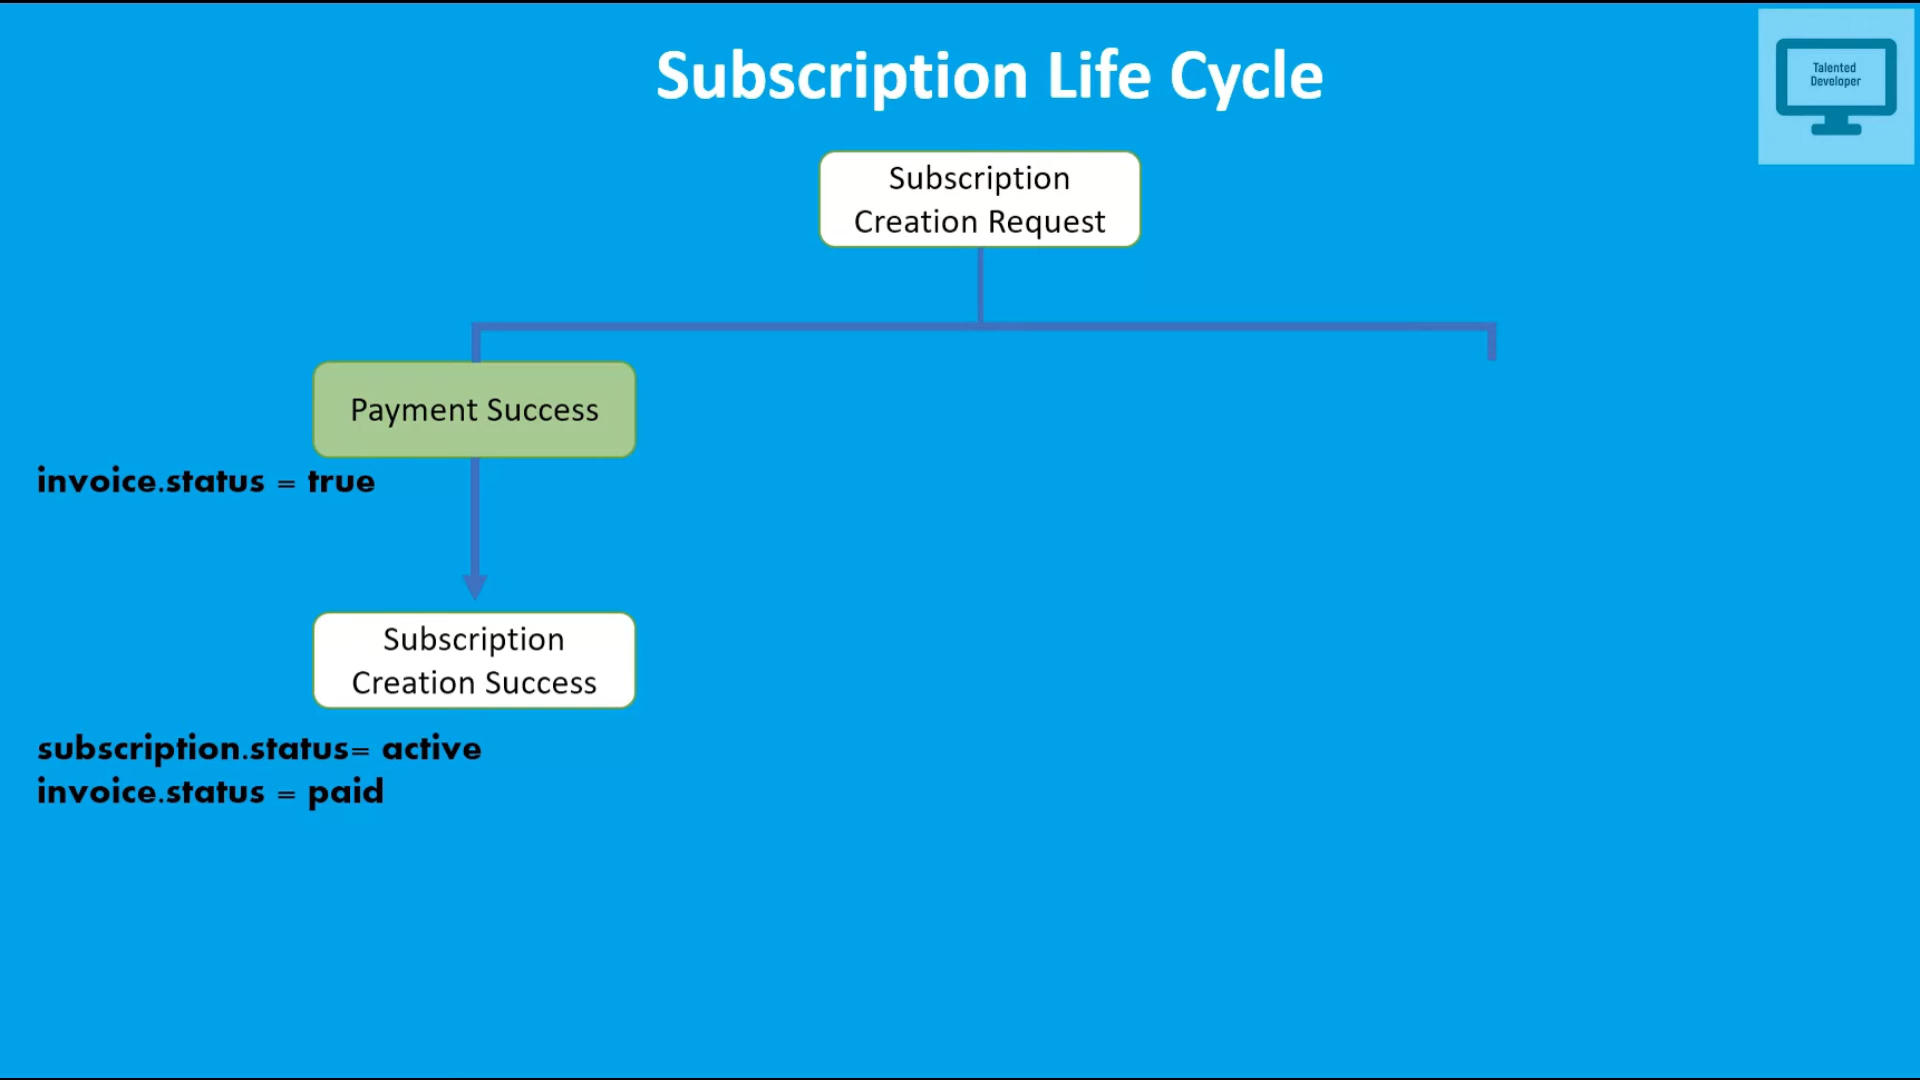 Subscription Life Cycle
Talented
Developer
Subscription
Creation Request
Payment Success
invoice.status = true
Subscription
Creation Success
subscription.status= active
invoice.status = paid